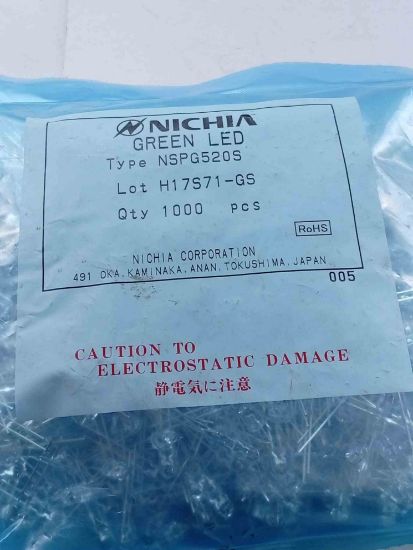 NICHIA
GREEN LED
Type NSPG520S
Lot H17S71-GS
Qty 1000 pcs
RoHS
NICHIA CORPORATION
491 OKA, KAMINAKA, ANAN, TOKUSHIMA, JAPAN
005
CAUTION TO
ELECTROSTATIC DAMAGE
静電気に注意